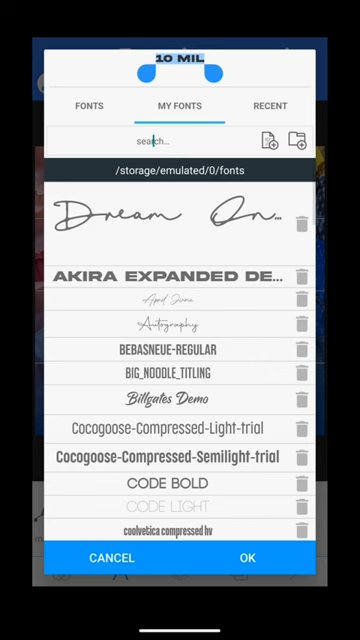 10 MIL
FONTS MY FONTS RECENT
search...
/storage/emulated/0/fonts
Dream On...
AKIRA EXPANDED DE...
April June
Autography
BEBASNEUE-REGULAR
BIG_NOODLE_TITLING
Billgates Demo
Cocogoose-Compressed-Light-trial
Cocogoose-Compressed-Semilight-trial
CODE BOLD
CODE LIGHT
coolvetica compressed hv
CANCEL OK